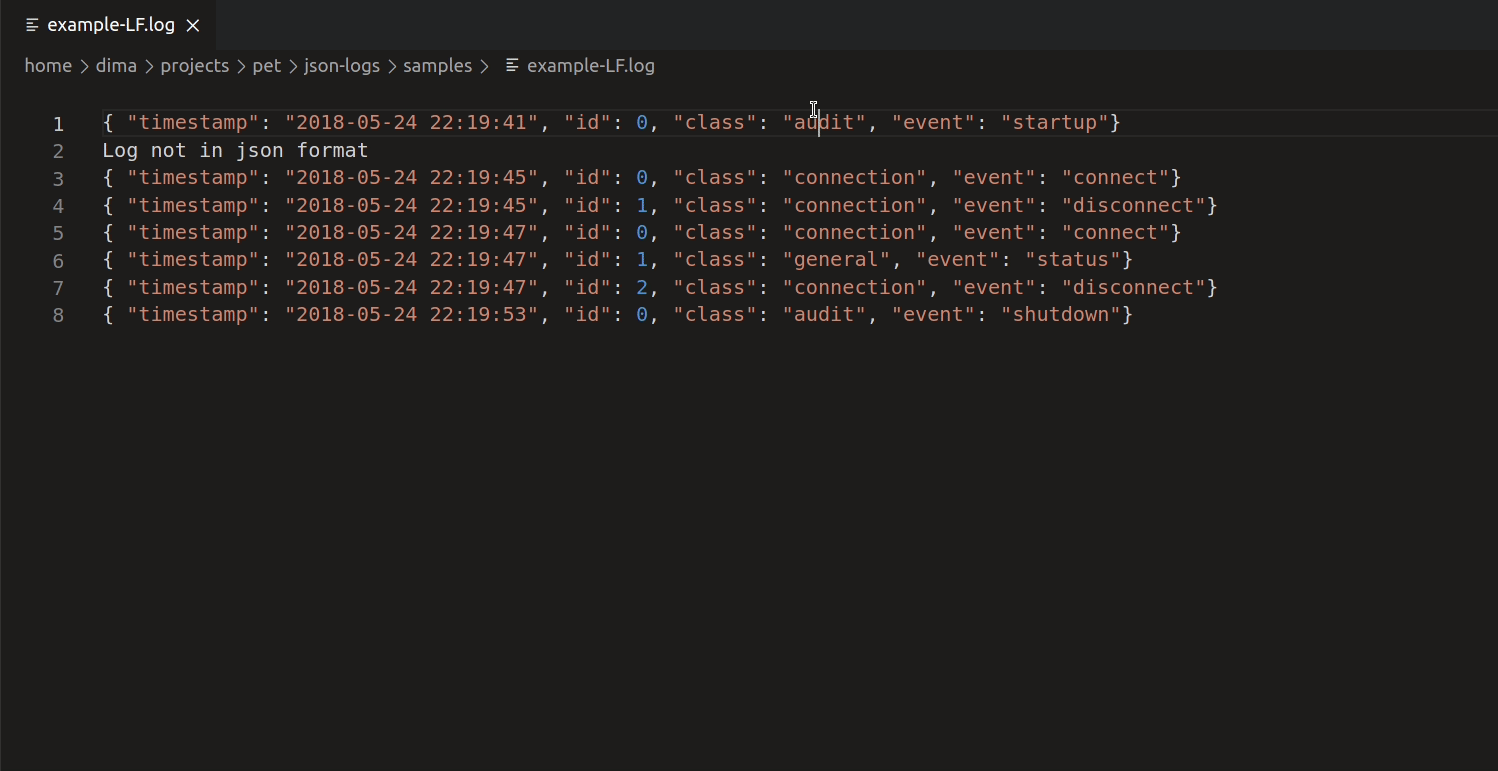 example-LF.log
home > dima > projects > pet > json-logs > samples > example-LF.log
1 { "timestamp": "2018-05-24 22:19:41", "id": 0, "class": "audit", "event": "startup"}
2 Log not in json format
3 { "timestamp": "2018-05-24 22:19:45", "id": 0, "class": "connection", "event": "connect"}
4 { "timestamp": "2018-05-24 22:19:45", "id": 1, "class": "connection", "event": "disconnect"}
5 { "timestamp": "2018-05-24 22:19:47", "id": 0, "class": "connection", "event": "connect"}
6 { "timestamp": "2018-05-24 22:19:47", "id": 1, "class": "general", "event": "status"}
7 { "timestamp": "2018-05-24 22:19:47", "id": 2, "class": "connection", "event": "disconnect"}
8 { "timestamp": "2018-05-24 22:19:53", "id": 0, "class": "audit", "event": "shutdown"}